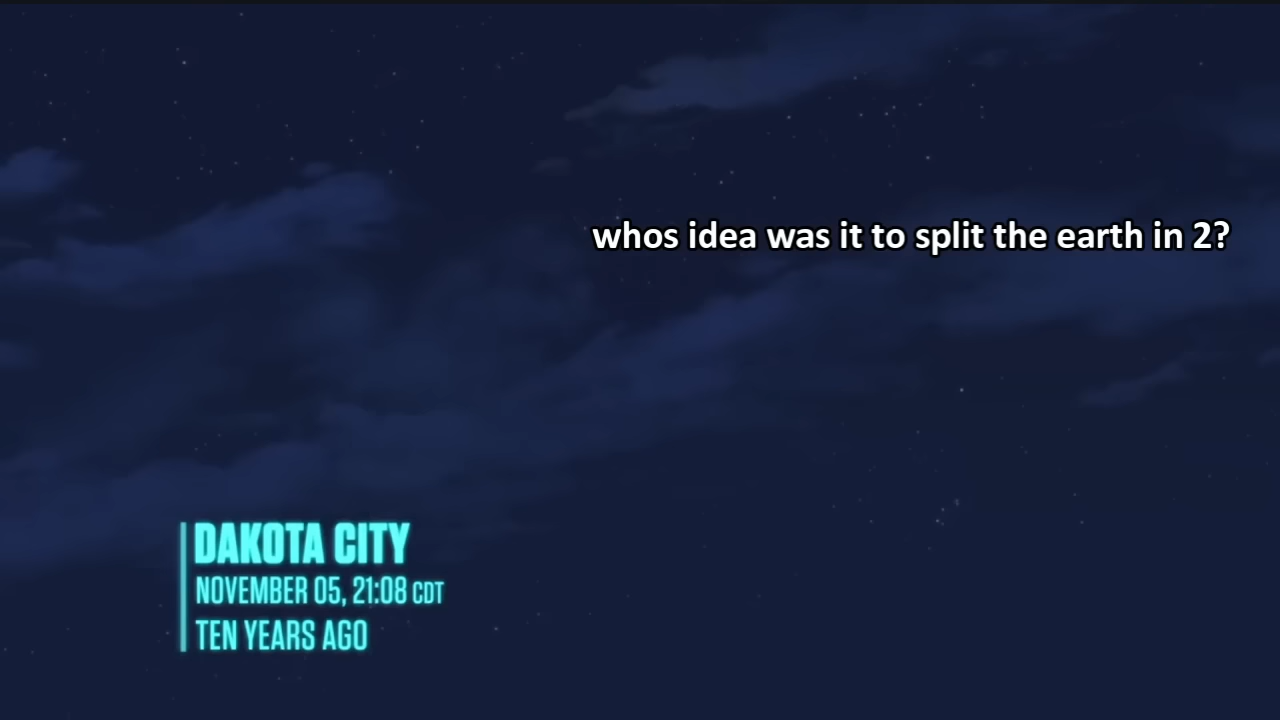 whos idea was it to split the earth in 2?
DAKOTA CITY
NOVEMBER 05, 21:08 CDT
TEN YEARS AGO